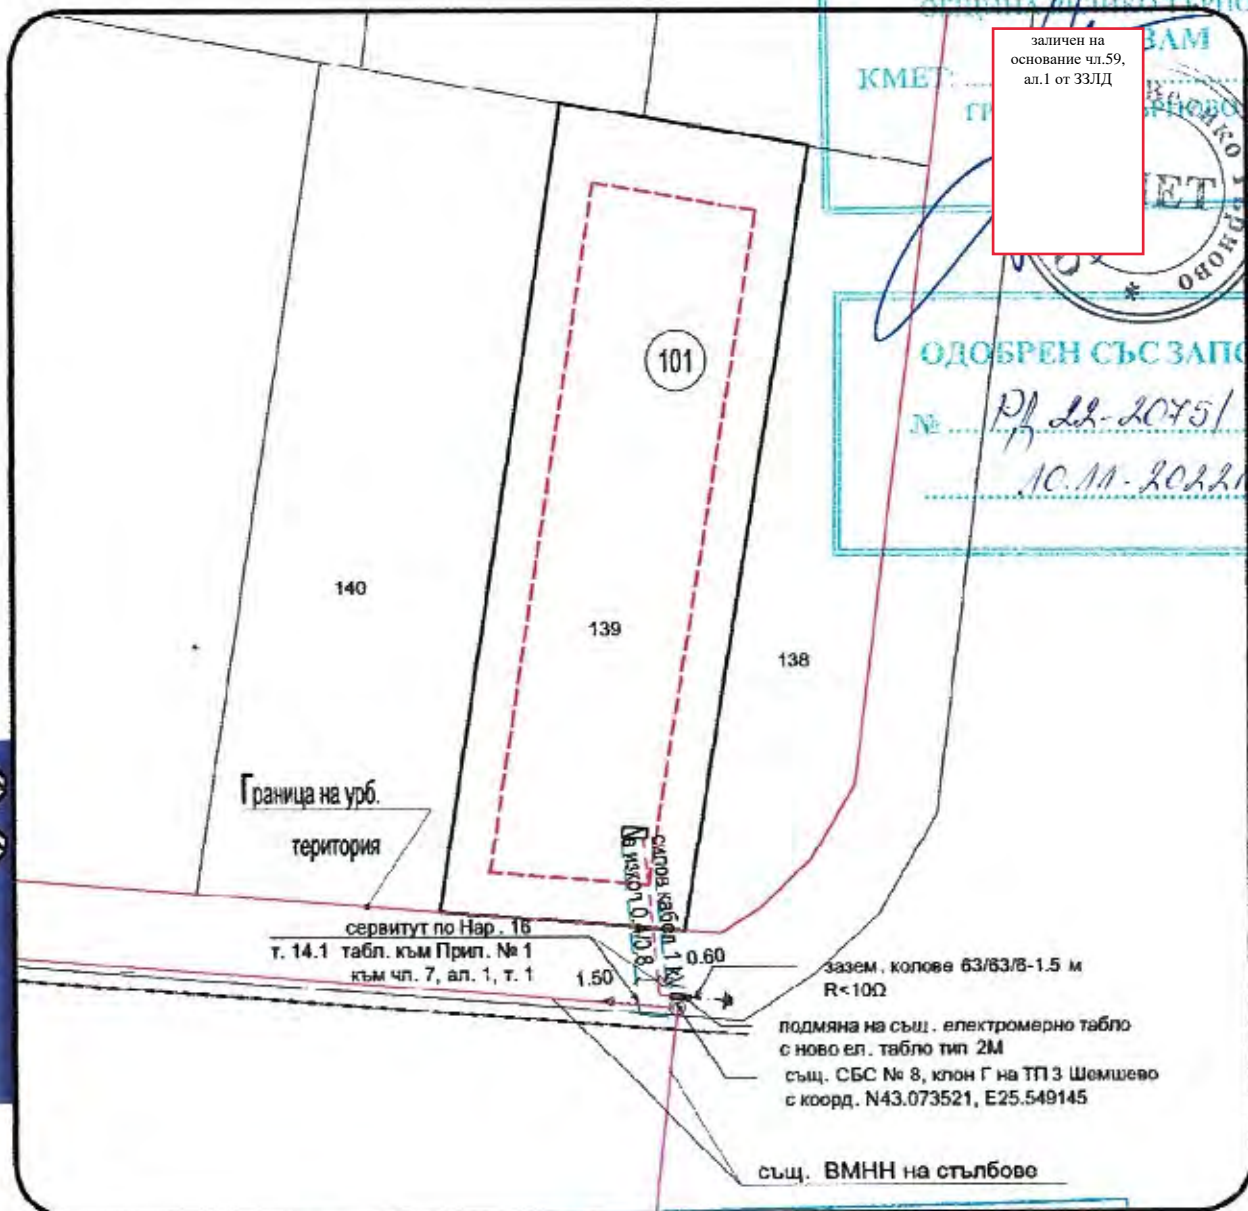 заличен на
основание чл.59,
ал.1 от ЗЗЛД
КМЕТ:
ОДОБРЕН СЪС ЗАПО
№ РД 22-2075/
10.11.2022г
101
140
139
138
Граница на урб.
територия
сервитут по Нар. 16
т. 14.1 табл. към Прил. № 1
към чл. 7, ал. 1, т. 1
1.50
силов кабел 1 kV
0.60
зазем. колове 63/63/6-1.5 м
R<10Ω
подмяна на същ. електромерно табло
с ново ел. табло тип 2М
същ. СБС № 8, клон Г на ТП 3 Шемшево
с коорд. N43.073521, E25.549145
същ. ВМНН на стълбове